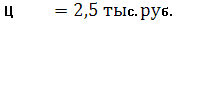 Ц = 2,5 тыс. руб.